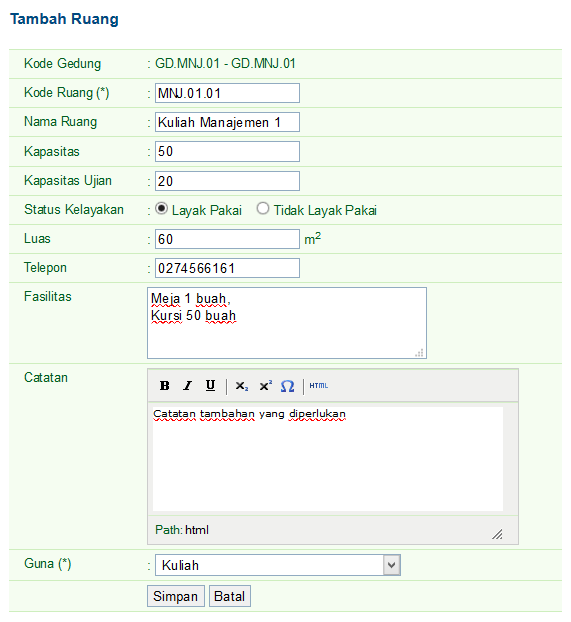 Tambah Ruang
Kode Gedung : GD.MNJ.01 - GD.MNJ.01
Kode Ruang (*) : MNJ.01.01
Nama Ruang : Kuliah Manajemen 1
Kapasitas : 50
Kapasitas Ujian : 20
Status Kelayakan : Layak Pakai Tidak Layak Pakai
Luas : 60 m²
Telepon : 0274566161
Fasilitas Meja 1 buah,
Kursi 50 buah
Catatan B I U X₂ X² Ω HTML
Catatan tambahan yang diperlukan
Path: html
Guna (*) : Kuliah
Simpan Batal